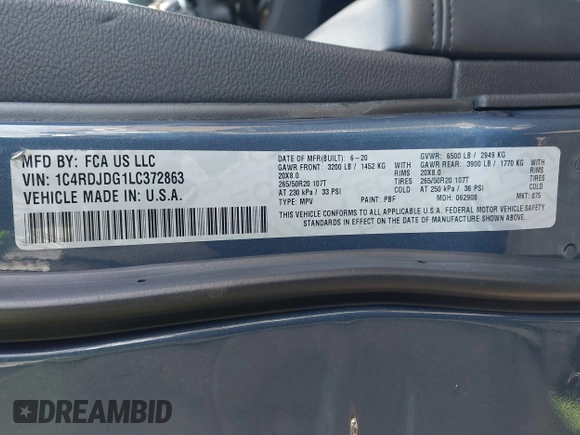 MFD BY: FCA US LLC
VIN: 1C4RDJDG1LC372863
VEHICLE MADE IN: U.S.A.
DATE OF MFR(BUILT): 6-20
GAWR FRONT: 3200 LB / 1452 KG
20X8.0 RIMS
265/50R20 107T TIRES
AT 230 kPa / 33 PSI COLD
TYPE: MPV PAINT: PBF
GVWR: 6500 LB / 2949 KG
GAWR REAR: 3900 LB / 1770 KG
20X8.0 RIMS
265/50R20 107T TIRES
AT 250 kPa / 36 PSI COLD
MDH: 062908 MKT: 875
THIS VEHICLE CONFORMS TO ALL APPLICABLE U.S.A. FEDERAL MOTOR VEHICLE SAFETY
STANDARDS IN EFFECT ON THE DATE OF MANUFACTURE SHOWN ABOVE.
DREAMBID